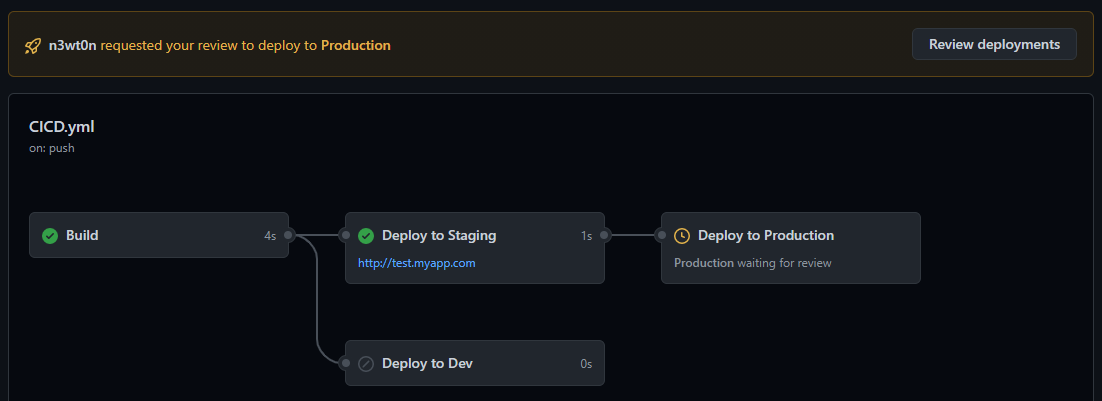 n3wt0n requested your review to deploy to Production
Review deployments
CICD.yml
on: push
Build 4s
Deploy to Staging 1s
http://test.myapp.com
Deploy to Production
Production waiting for review
Deploy to Dev 0s